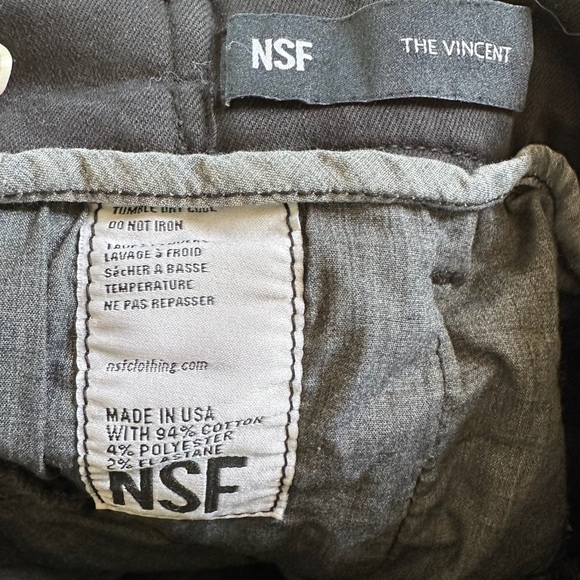 NSF THE VINCENT
TUMBLE DRY
DO NOT IRON
LAVAGE À FROID
SÉCHER À BASSE
TEMPERATURE
NE PAS REPASSER
nsfclothing.com
MADE IN USA
WITH 94% COTTON
4% POLYESTER
2% ELASTANE
NSF